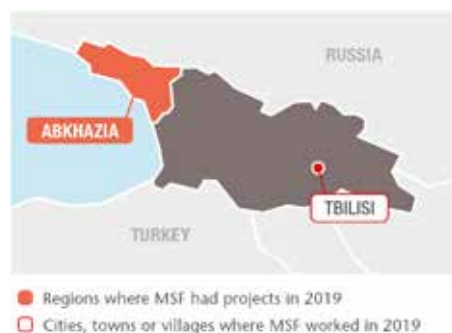 RUSSIA
ABKHAZIA
TBILISI
TURKEY
Regions where MSF had projects in 2019
Cities, towns or villages where MSF worked in 2019